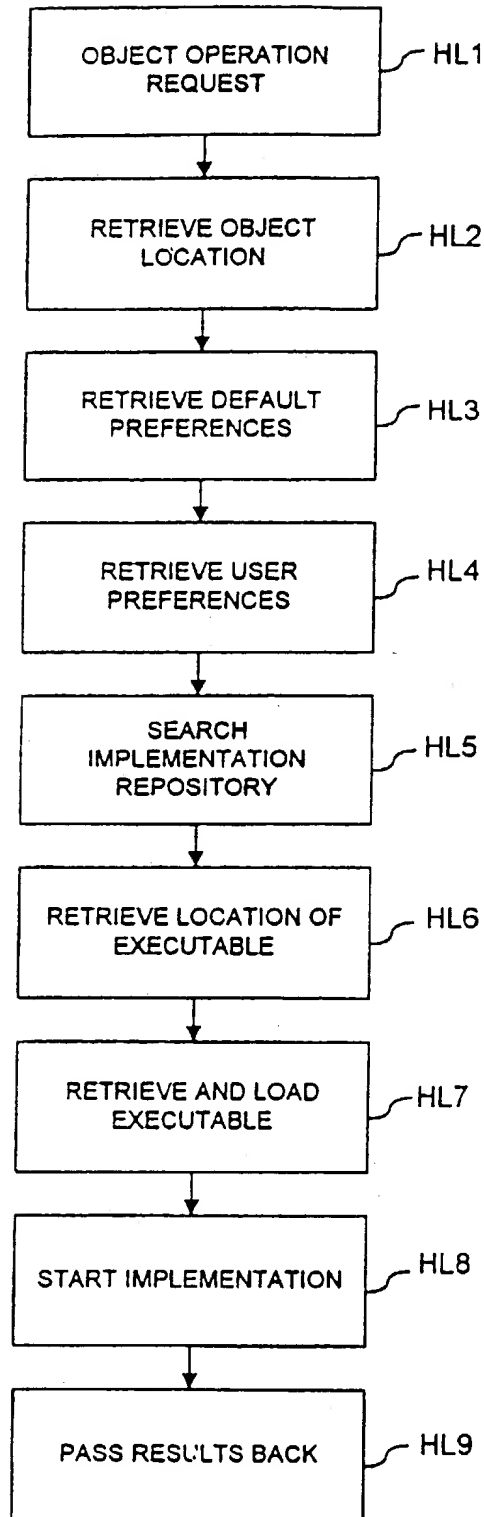 OBJECT OPERATION
REQUEST
HL1
RETRIEVE OBJECT
LOCATION
HL2
RETRIEVE DEFAULT
PREFERENCES
HL3
RETRIEVE USER
PREFERENCES
HL4
SEARCH
IMPLEMENTATION
REPOSITORY
HL5
RETRIEVE LOCATION OF
EXECUTABLE
HL6
RETRIEVE AND LOAD
EXECUTABLE
HL7
START IMPLEMENTATION
HL8
PASS RESULTS BACK
HL9